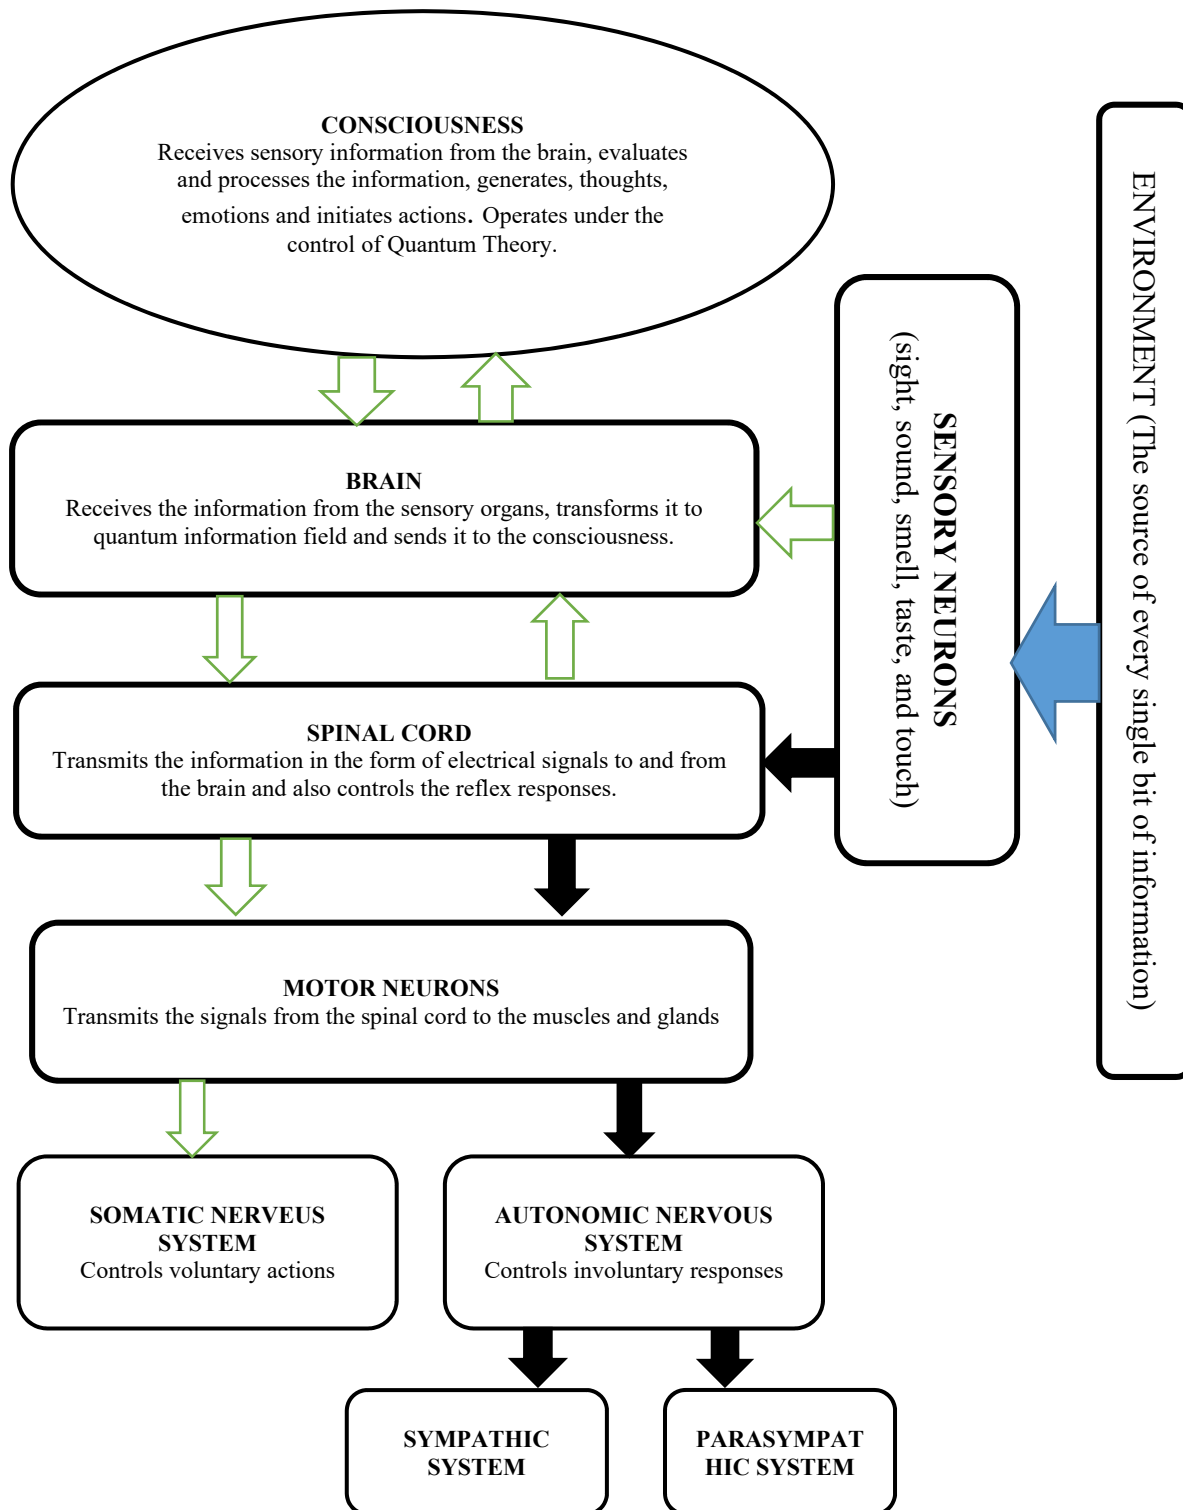 CONSCIOUSNESS
Receives sensory information from the brain, evaluates
and processes the information, generates, thoughts,
emotions and initiates actions. Operates under the
control of Quantum Theory.
BRAIN
Receives the information from the sensory organs, transforms it to
quantum information field and sends it to the consciousness.
SPINAL CORD
Transmits the information in the form of electrical signals to and from
the brain and also controls the reflex responses.
MOTOR NEURONS
Transmits the signals from the spinal cord to the muscles and glands
SOMATIC NERVEUS
SYSTEM
Controls voluntary actions
AUTONOMIC NERVOUS
SYSTEM
Controls involuntary responses
SYMPATHIC
SYSTEM
PARASYMPAT
HIC SYSTEM
SENSORY NEURONS
(sight, sound, smell, taste, and touch)
ENVIRONMENT (The source of every single bit of information)